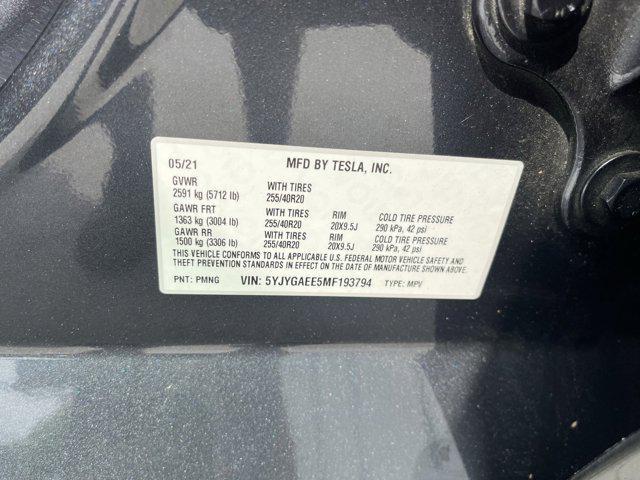 05/21 MFD BY TESLA, INC.
GVWR WITH TIRES
2591 kg (5712 lb) 255/40R20
GAWR FRT WITH TIRES RIM COLD TIRE PRESSURE
1363 kg (3004 lb) 255/40R20 20X9.5J 290 kPa, 42 psi
GAWR RR WITH TIRES RIM COLD TIRE PRESSURE
1500 kg (3306 lb) 255/40R20 20X9.5J 290 kPa, 42 psi
THIS VEHICLE CONFORMS TO ALL APPLICABLE U.S. FEDERAL MOTOR VEHICLE SAFETY AND
THEFT PREVENTION STANDARDS IN EFFECT ON THE DATE OF MANUFACTURE SHOWN ABOVE.
PNT: PMNG VIN: 5YJYGAEE5MF193794 TYPE: MPV